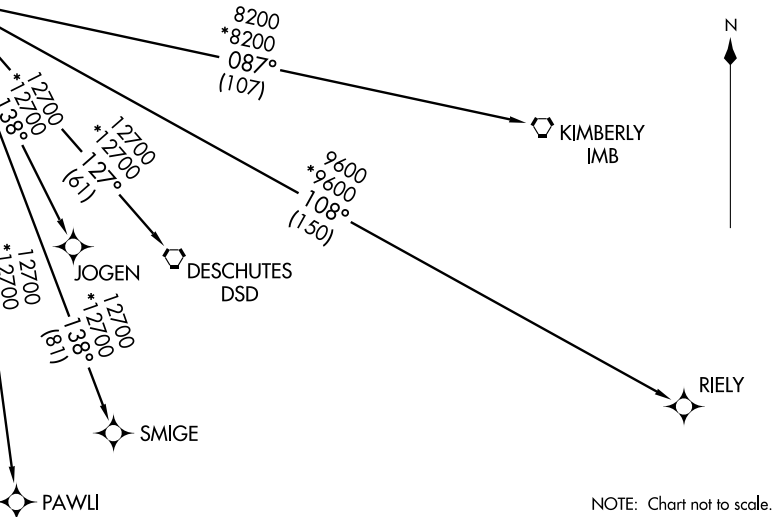 8200
*8200
087°
(107)
N
KIMBERLY
IMB
12700
*12700
138°
12700
*12700
127°
(61)
9600
*9600
108°
(150)
JOGEN
DESCHUTES
DSD
12700
*12700
12700
*12700
138°
(81)
RIELY
SMIGE
PAWLI
NOTE: Chart not to scale.